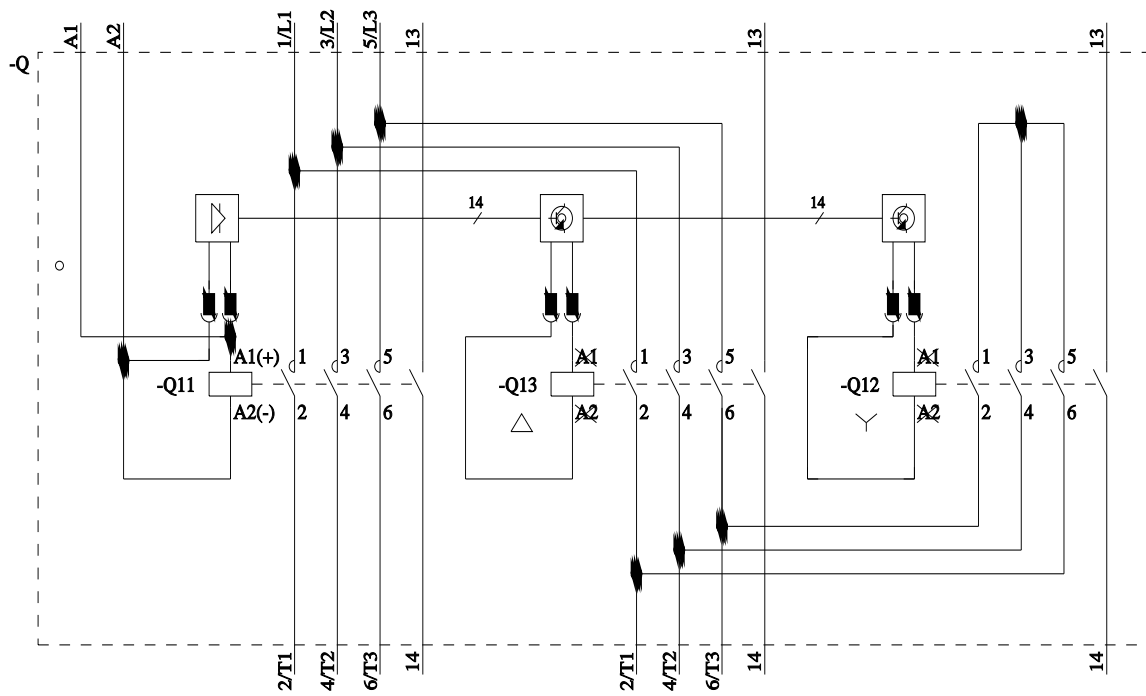 A1 A2 1/L1 3/L2 5/L3 13 13 13
-Q
14 14
A1(+) 1 3 5 A1 1 3 5 A1 1 3 5
-Q11 -Q13 -Q12
A2(-) 2 4 6 A2 2 4 6 A2 2 4 6
2/T1 4/T2 6/T3 14 2/T1 4/T2 6/T3 14 14